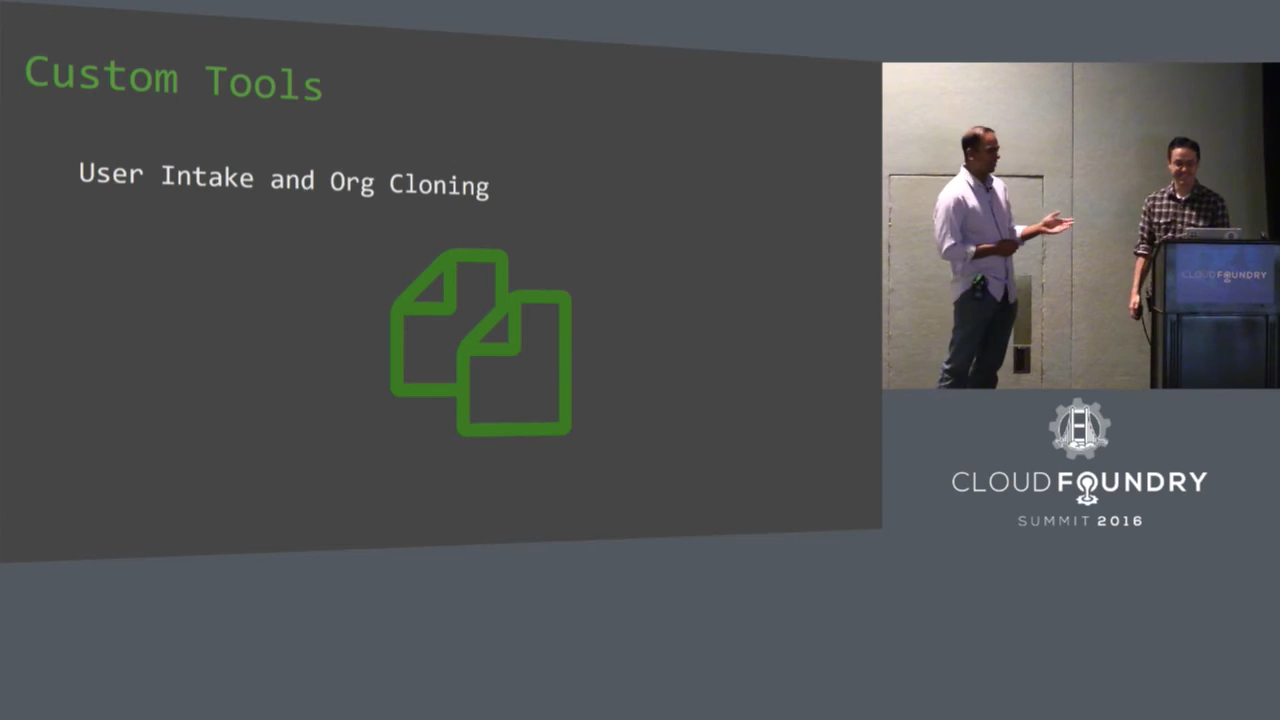 Custom Tools
User Intake and Org Cloning
CLOUD FOUNDRY
CLOUD FOUNDRY
SUMMIT 2016